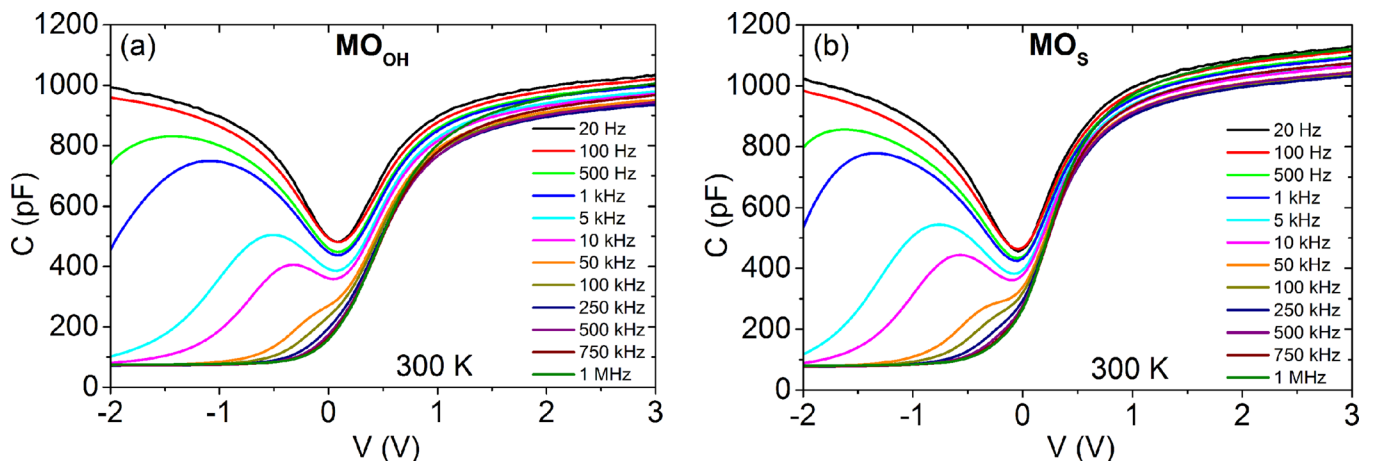 (a) MO_OH
C (pF)
1200
1000
800
600
400
200
0
20 Hz
100 Hz
500 Hz
1 kHz
5 kHz
10 kHz
50 kHz
100 kHz
250 kHz
500 kHz
750 kHz
1 MHz
300 K
-2 -1 0 1 2 3
V (V)
(b) MO_S
C (pF)
1200
1000
800
600
400
200
0
20 Hz
100 Hz
500 Hz
1 kHz
5 kHz
10 kHz
50 kHz
100 kHz
250 kHz
500 kHz
750 kHz
1 MHz
300 K
-2 -1 0 1 2 3
V (V)